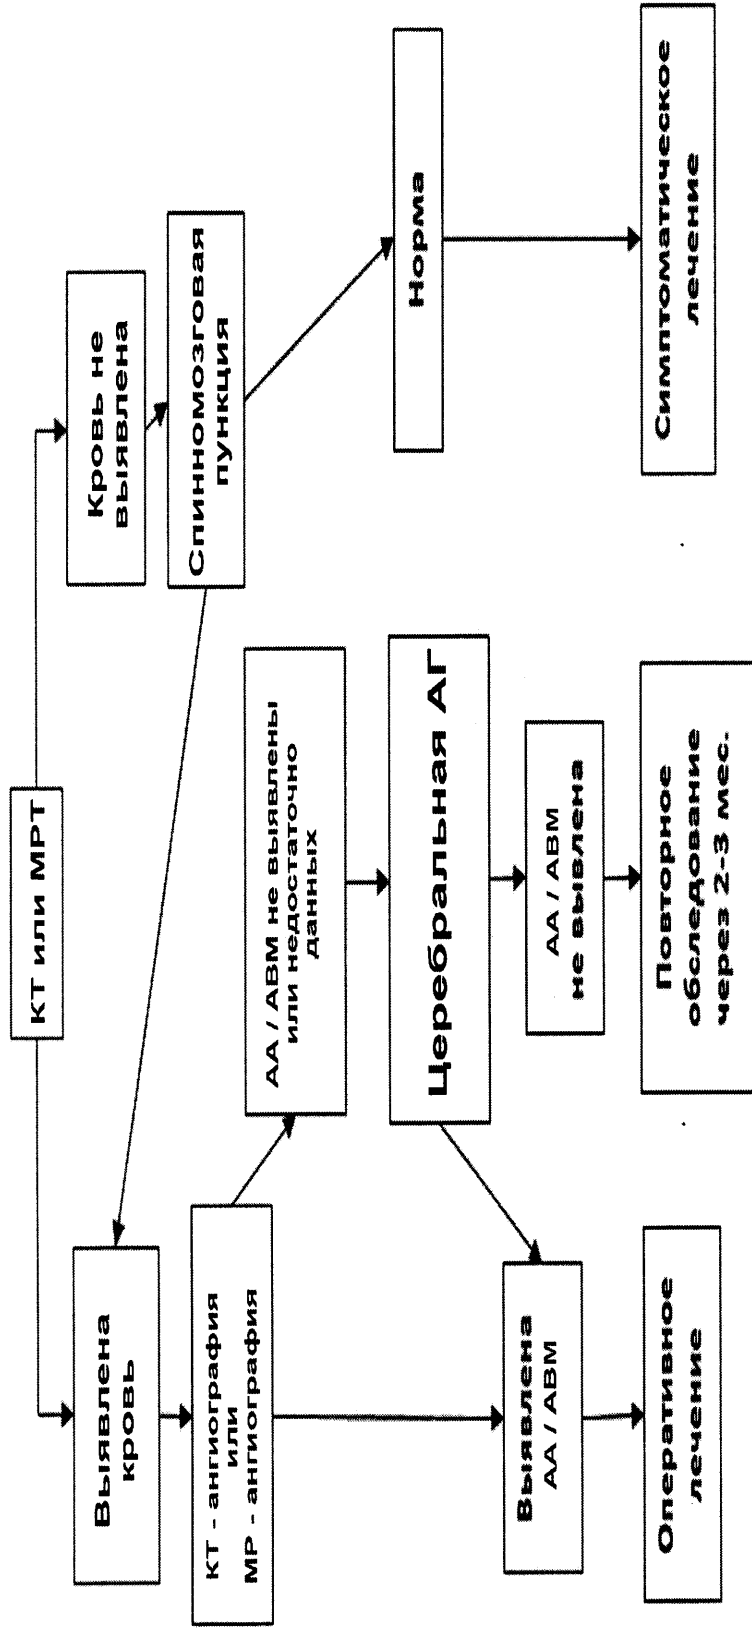 КТ или МРТ
Выявлена
кровь
Кровь не
выявлена
Спинномозговая
пункция
КТ - ангиография
или
МР - ангиография
АА / АВМ не выявлены
или недостаточно
данных
Церебральная АГ
Норма
Выявлена
АА / АВМ
АА / АВМ
не вывлена
Оперативное
лечение
Повторное
обследование
через 2-3 мес.
Симптоматическое
лечение